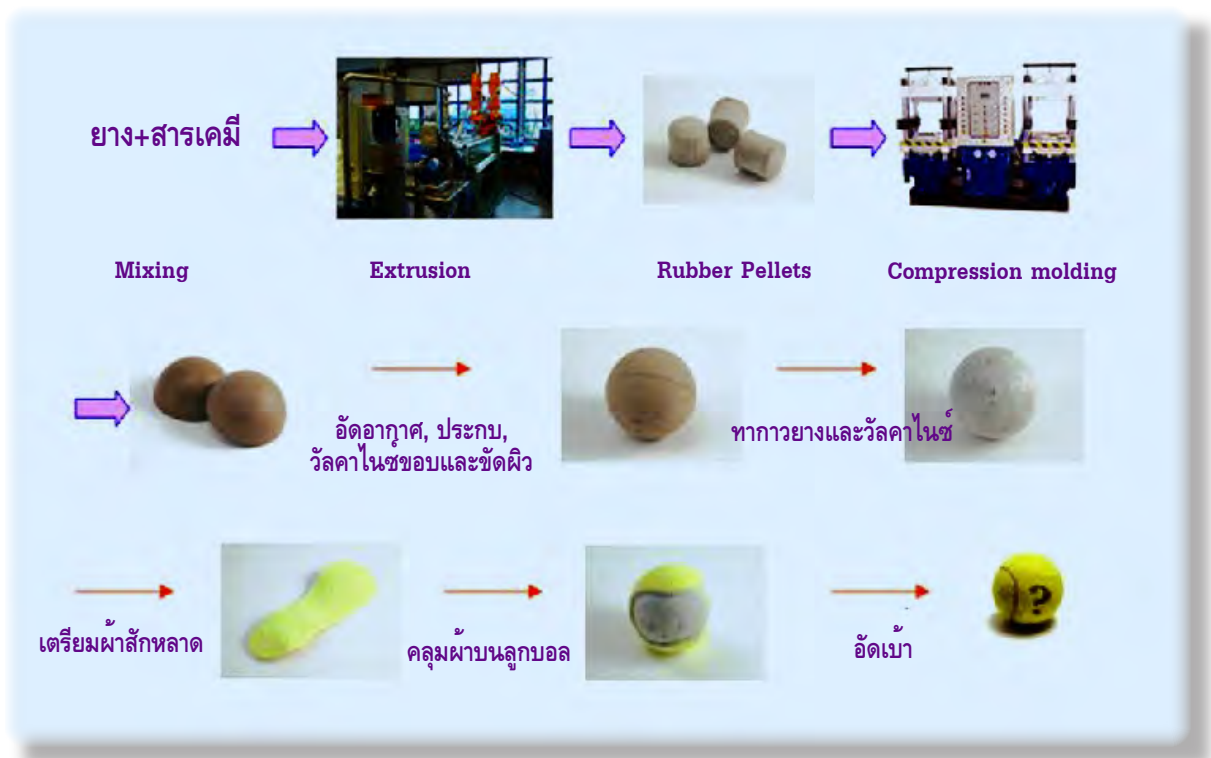 ยาง+สารเคมี
Mixing
Extrusion
Rubber Pellets
Compression molding
อัดอากาศ, ประกบ,
วัลคาไนซ์ขอบและขัดผิว
ทากาวยางและวัลคาไนซ์
เตรียมผ้าสักหลาด
คลุมผ้าบนลูกบอล
อัดเบ้า
?